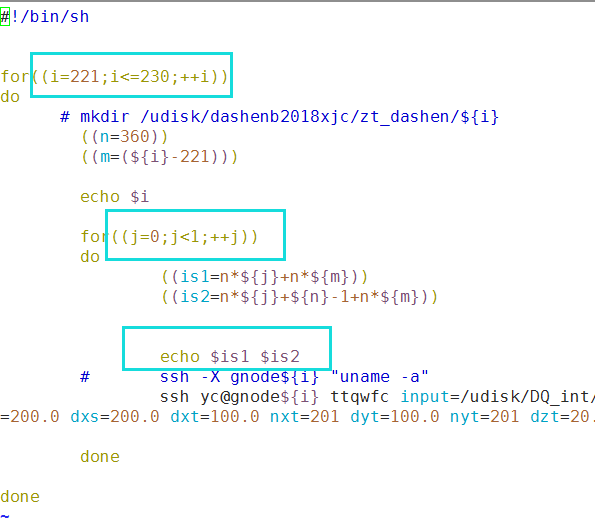 #!/bin/sh
for((i=221;i<=230;++i))
do
# mkdir /udisk/dashenb2018xjc/zt_dashen/${i}
((n=360))
((m=(${i}-221)))
echo $i
for((j=0;j<1;++j))
do
((is1=n*${j}+n*${m}))
((is2=n*${j}+${n}-1+n*${m}))
echo $is1 $is2
# ssh -X gnode${i} "uname -a"
ssh yc@gnode${i} ttqwfc input=/udisk/DQ_int/
=200.0 dxs=200.0 dxt=100.0 nxt=201 dyt=100.0 nyt=201 dzt=20.
done
done
~